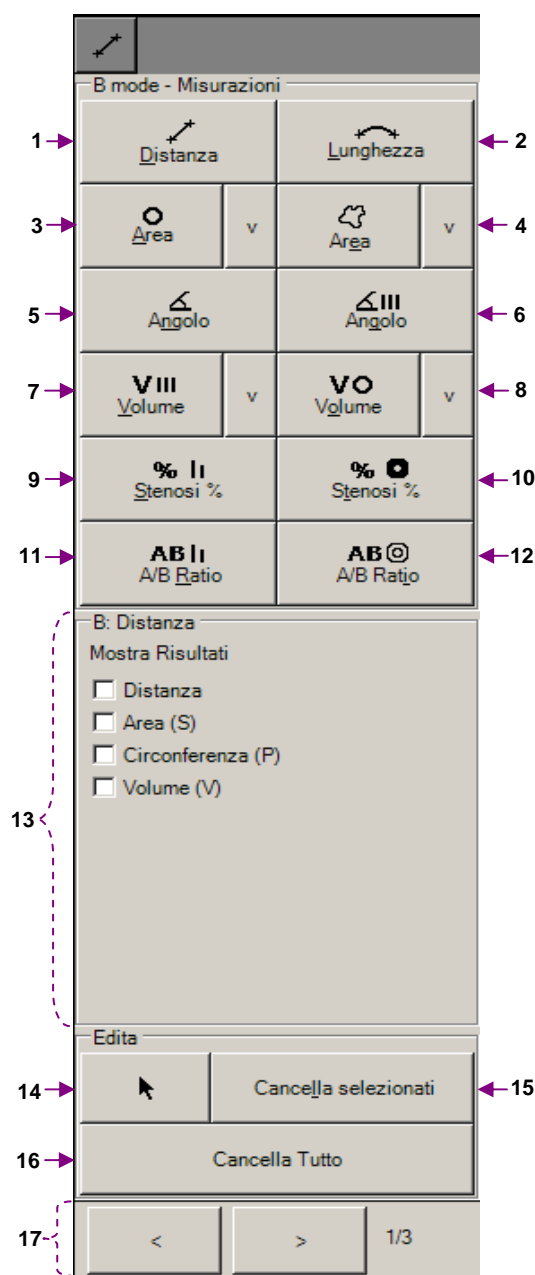 B mode - Misurazioni
1 Distanza Lunghezza 2
3 Area v Area v 4
5 Angolo Angolo 6
7 V III Volume v V O Volume v 8
9 % Stenosi % % Stenosi % 10
11 AB A/B Ratio AB A/B Ratio 12
B: Distanza
Mostra Risultati
Distanza
Area (S)
Circonferenza (P)
Volume (V)
13
Edita
14 Cancella selezionati 15
16 Cancella Tutto
17 < > 1/3